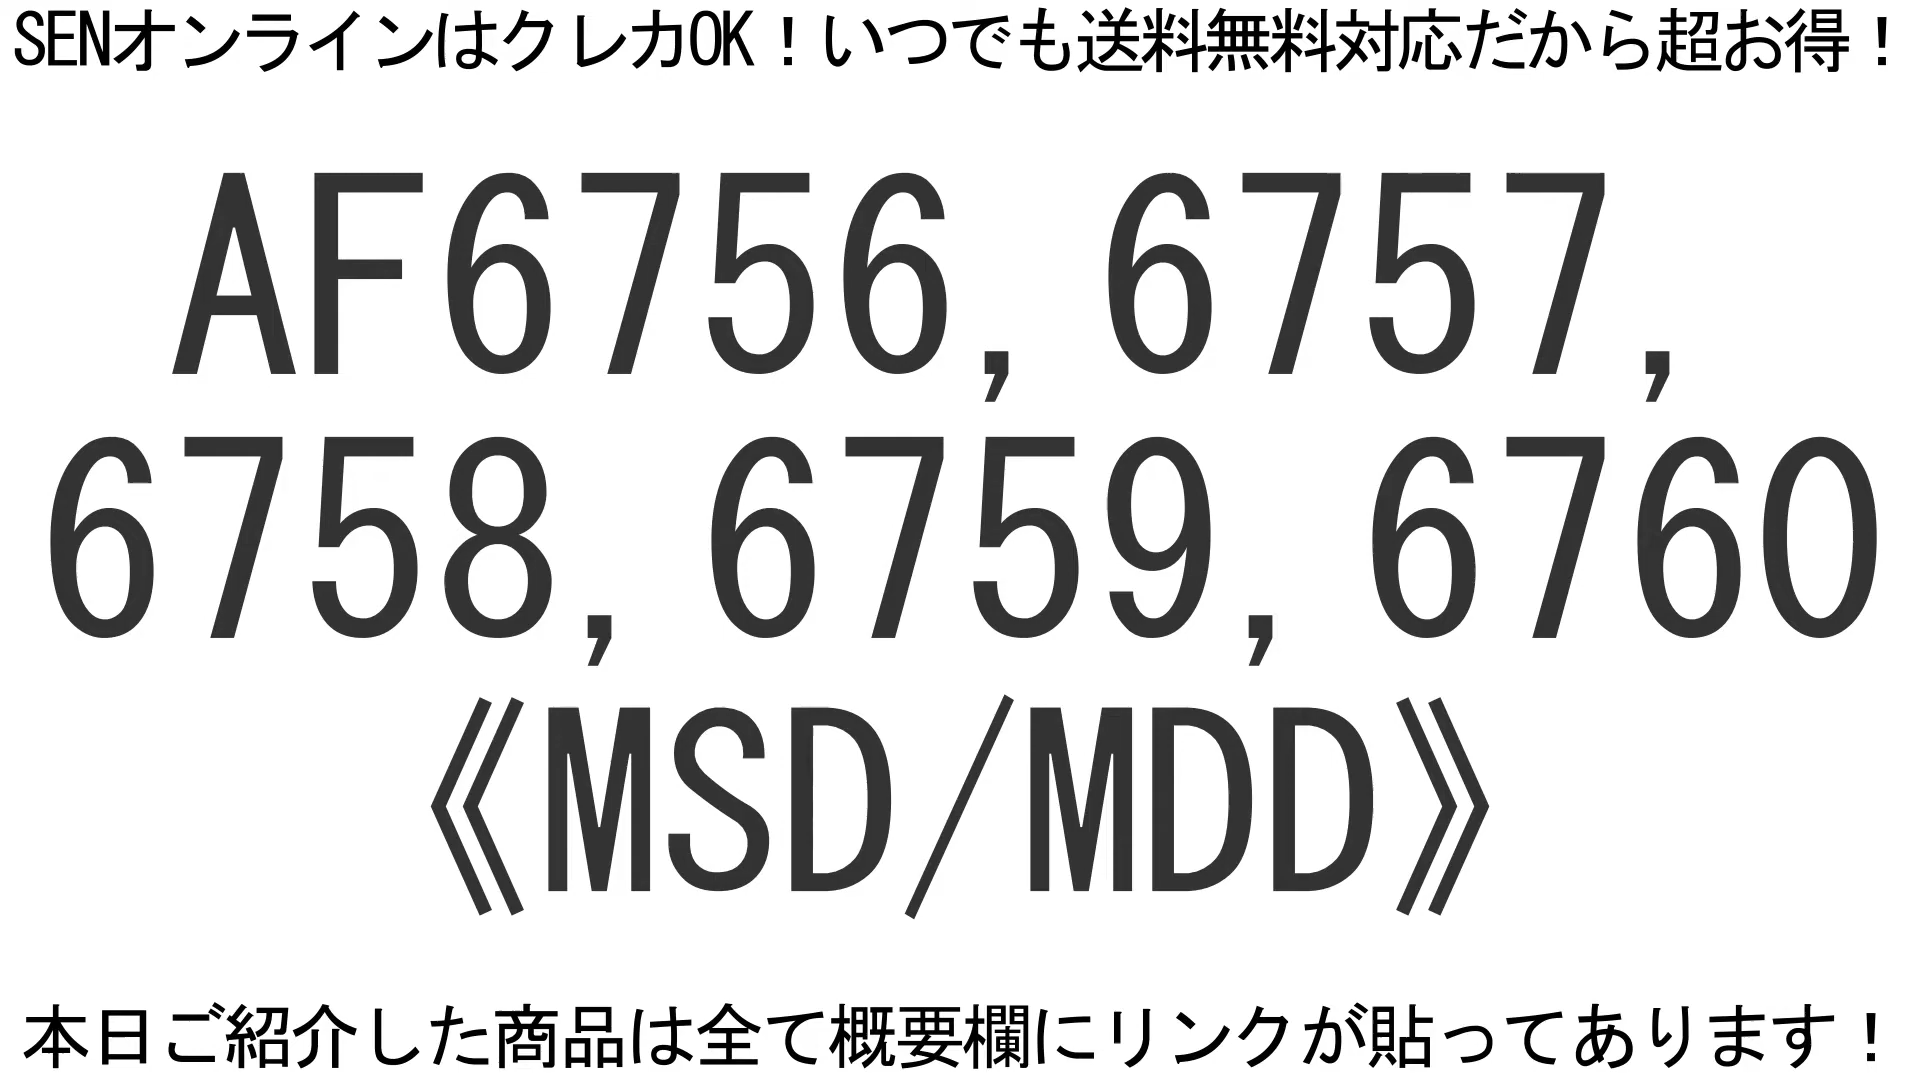 SENオンラインはクレカOK！いつでも送料無料対応だから超お得！
AF6756,6757,
6758,6759,6760
《MSD/MDD》
本日ご紹介した商品は全て概要欄にリンクが貼ってあります！